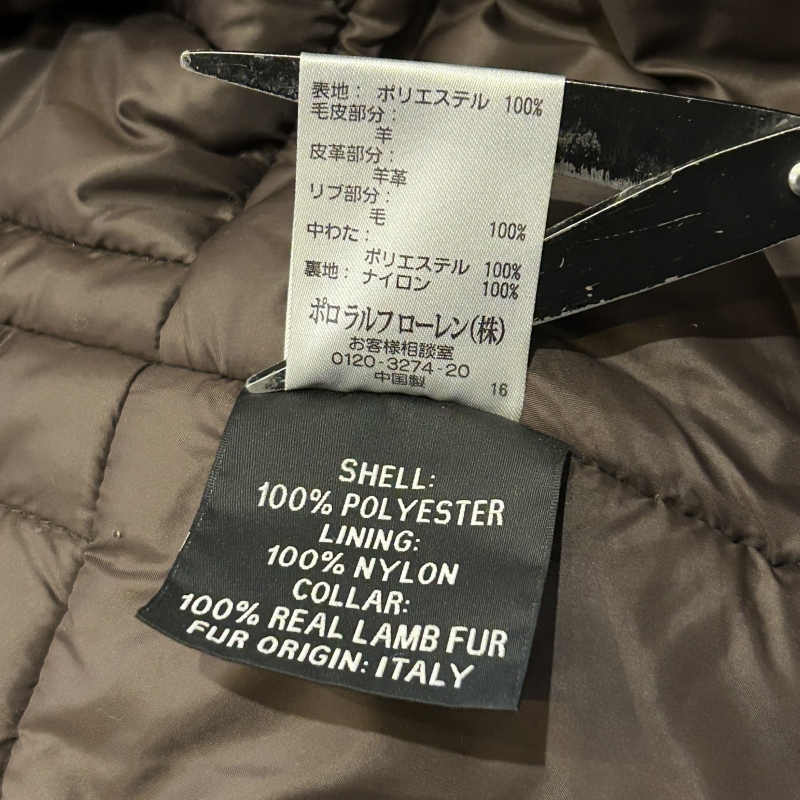 表地: ポリエステル 100%
毛皮部分:
羊
皮革部分:
羊革
リブ部分:
毛 100%
中わた:
ポリエステル 100%
裏地: ナイロン 100%
ポロ ラルフ ローレン(株)
お客様相談室
0120-3274-20
中国製 16
SHELL:
100% POLYESTER
LINING:
100% NYLON
COLLAR:
100% REAL LAMB FUR
FUR ORIGIN: ITALY